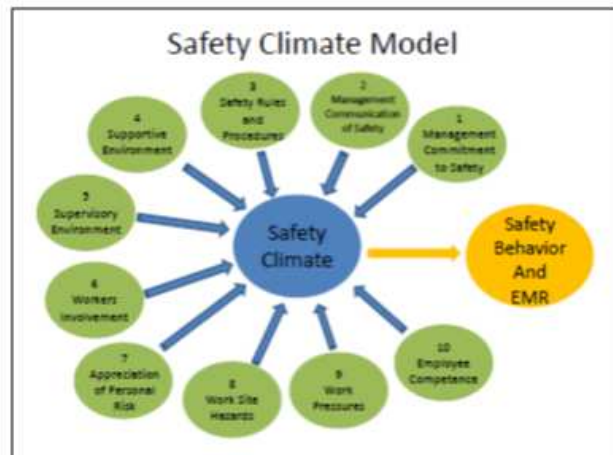 Safety Climate Model
1
Management
Commitment
to Safety
2
Management
Communication
of Safety
3
Safety Rules
and
Procedures
4
Supportive
Environment
5
Supervisory
Environment
6
Workers
Involvement
7
Appreciation
of Personal
Risk
8
Work Site
Hazards
9
Work
Pressures
10
Employee
Competence
Safety
Climate
Safety
Behavior
And
EMR